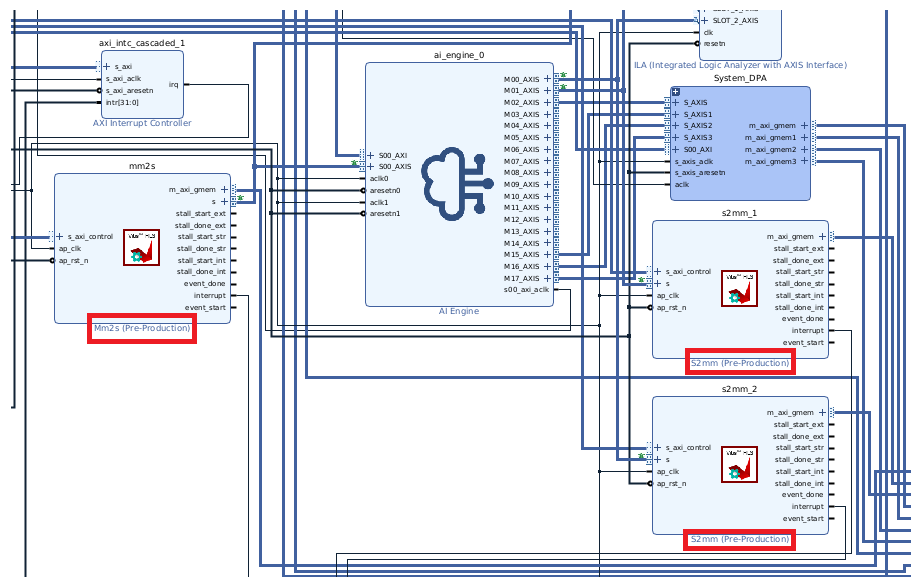 SLOT_2_AXIS
clk
resetn
ILA (Integrated Logic Analyzer with AXIS Interface)
axi_intc_cascaded_1
s_axi
s_axi_aclk
s_axi_aresetn
intr[31:0]
irq
AXI Interrupt Controller
mm2s
s_axi_control
ap_clk
ap_rst_n
m_axi_gmem
s
stall_start_ext
stall_done_ext
stall_start_str
stall_done_str
stall_start_int
stall_done_int
event_done
interrupt
event_start
Mm2s (Pre-Production)
ai_engine_0
S00_AXI
S00_AXIS
aclk0
aresetn0
aclk1
aresetn1
M00_AXIS
M01_AXIS
M02_AXIS
M03_AXIS
M04_AXIS
M05_AXIS
M06_AXIS
M07_AXIS
M08_AXIS
M09_AXIS
M10_AXIS
M11_AXIS
M12_AXIS
M13_AXIS
M14_AXIS
M15_AXIS
M16_AXIS
M17_AXIS
s00_axi_aclk
AI Engine
System_DPA
S_AXIS
S_AXIS1
S_AXIS2
S_AXIS3
S00_AXI
s_axis_aclk
s_axis_aresetn
aclk
m_axi_gmem
m_axi_gmem1
m_axi_gmem2
m_axi_gmem3
s2mm_1
s_axi_control
s
ap_clk
ap_rst_n
m_axi_gmem
stall_start_ext
stall_done_ext
stall_start_str
stall_done_str
stall_start_int
stall_done_int
event_done
interrupt
event_start
S2mm (Pre-Production)
s2mm_2
s_axi_control
s
ap_clk
ap_rst_n
m_axi_gmem
stall_start_ext
stall_done_ext
stall_start_str
stall_done_str
stall_start_int
stall_done_int
event_done
interrupt
event_start
S2mm (Pre-Production)